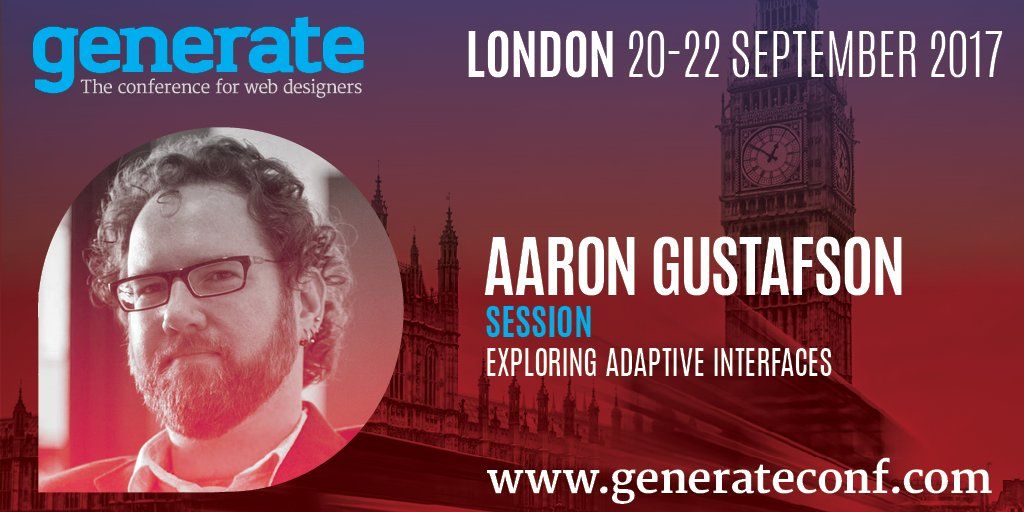 generate
The conference for web designers
LONDON 20-22 SEPTEMBER 2017
AARON GUSTAFSON
SESSION
EXPLORING ADAPTIVE INTERFACES
www.generateconf.com